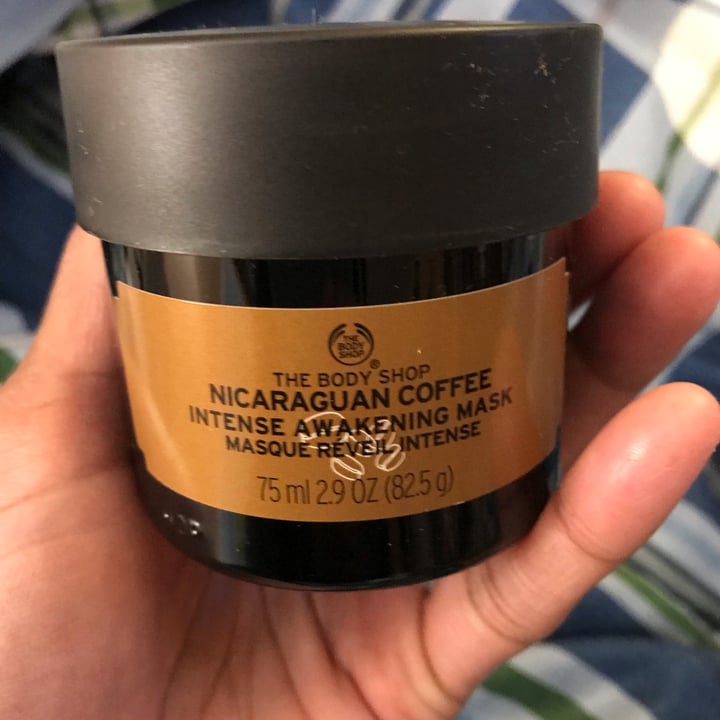 THE
BODY
SHOP
THE BODY SHOP®
NICARAGUAN COFFEE
INTENSE AWAKENING MASK
MASQUE RÉVEIL INTENSE
75 ml 2.9 OZ (82.5 g)